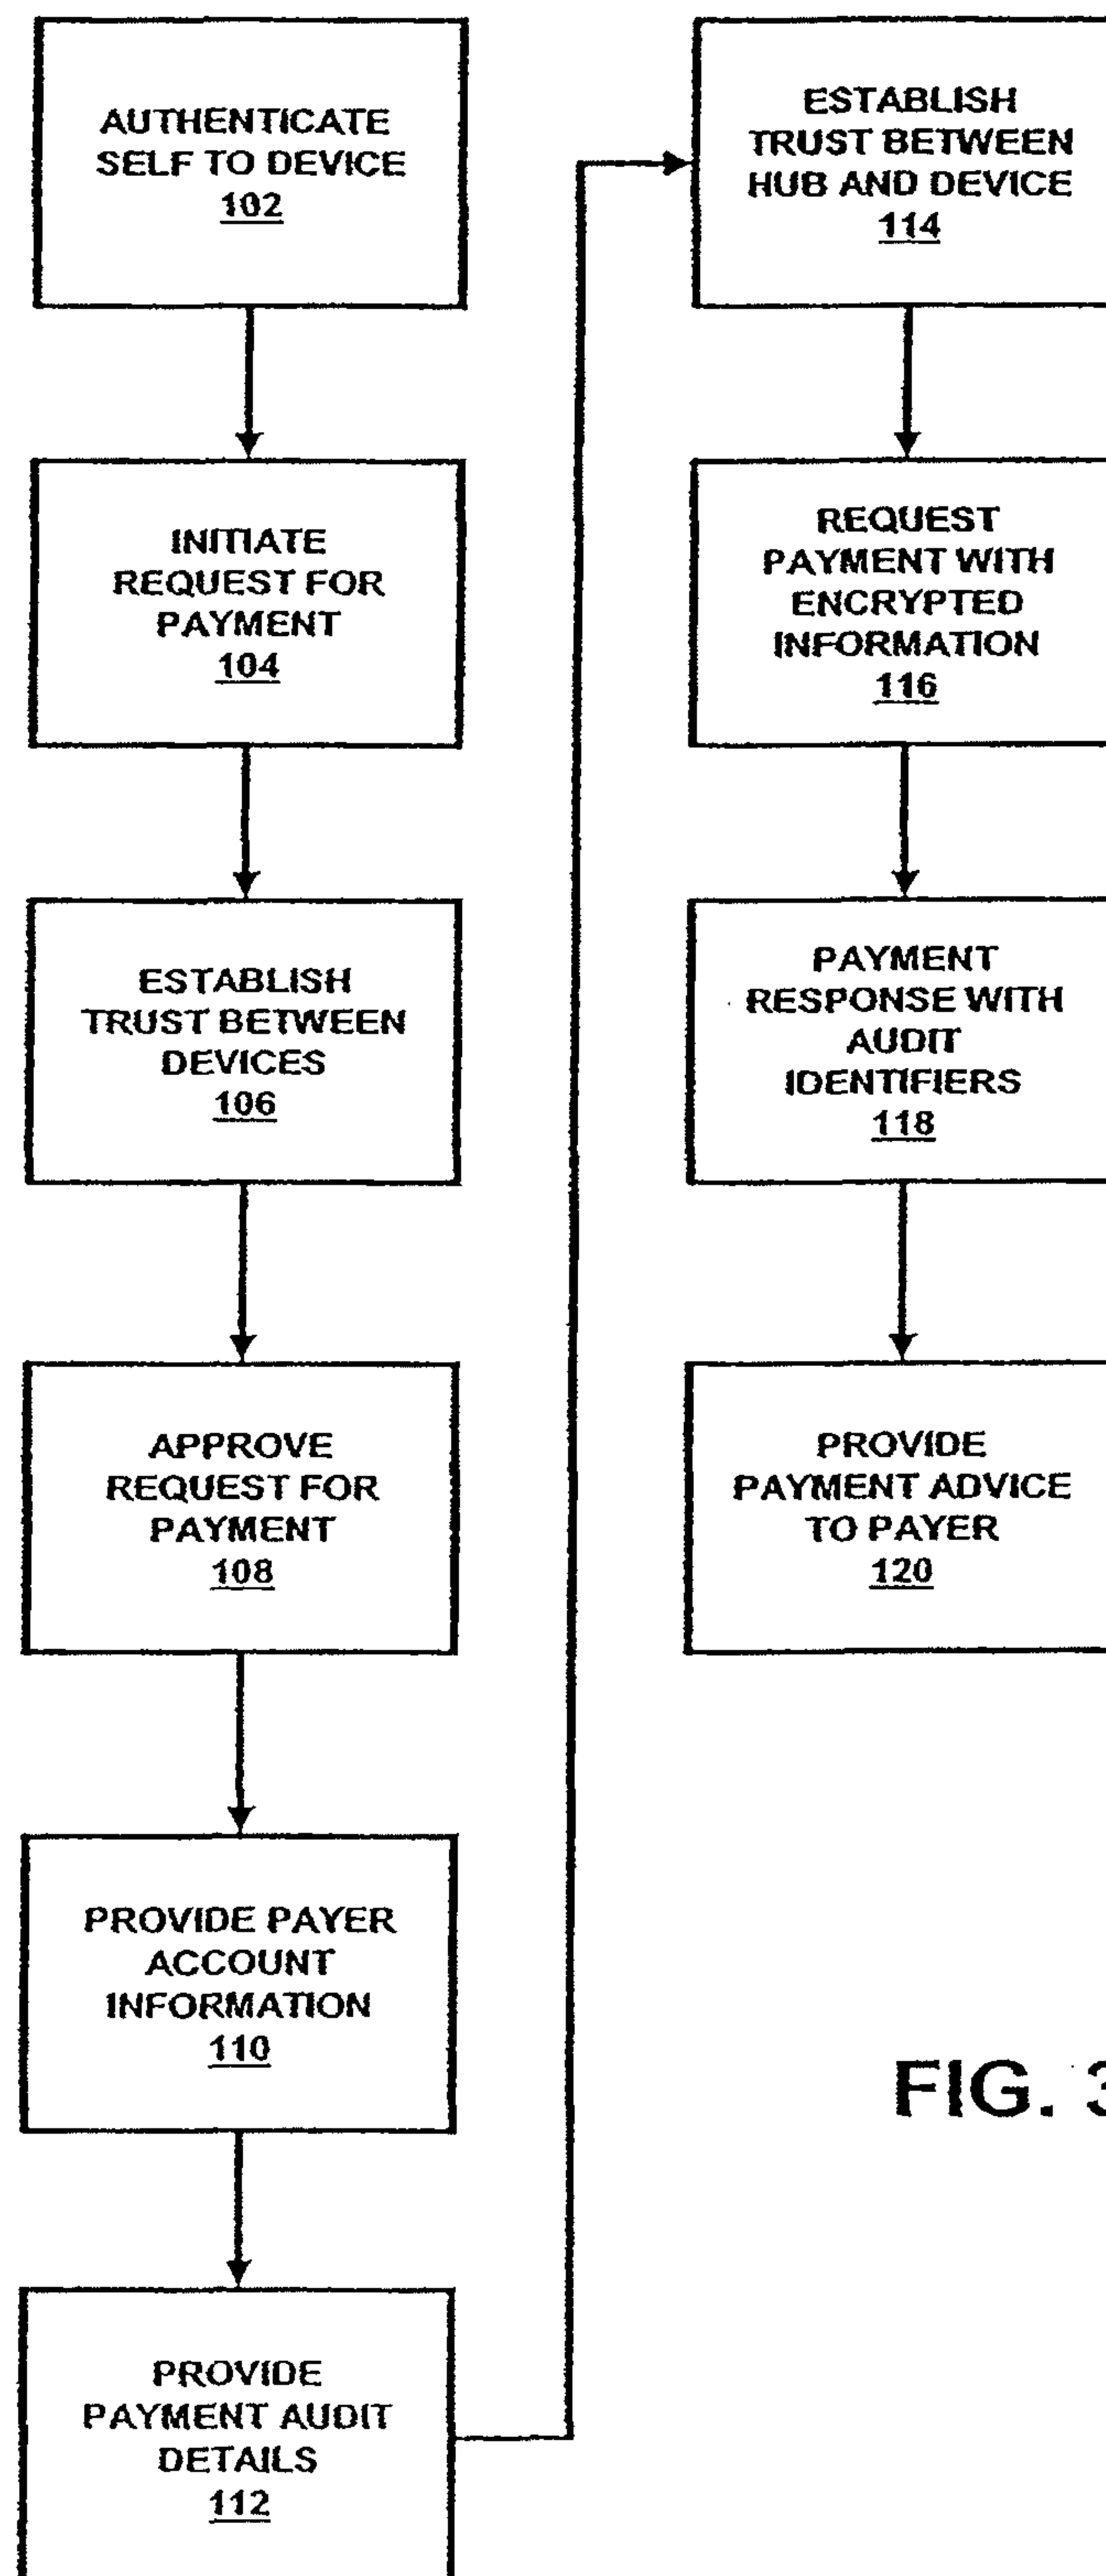 AUTHENTICATE
SELF TO DEVICE
102
INITIATE
REQUEST FOR
PAYMENT
104
ESTABLISH
TRUST BETWEEN
DEVICES
106
APPROVE
REQUEST FOR
PAYMENT
108
PROVIDE PAYER
ACCOUNT
INFORMATION
110
PROVIDE
PAYMENT AUDIT
DETAILS
112
ESTABLISH
TRUST BETWEEN
HUB AND DEVICE
114
REQUEST
PAYMENT WITH
ENCRYPTED
INFORMATION
116
PAYMENT
RESPONSE WITH
AUDIT
IDENTIFIERS
118
PROVIDE
PAYMENT ADVICE
TO PAYER
120
FIG. 3